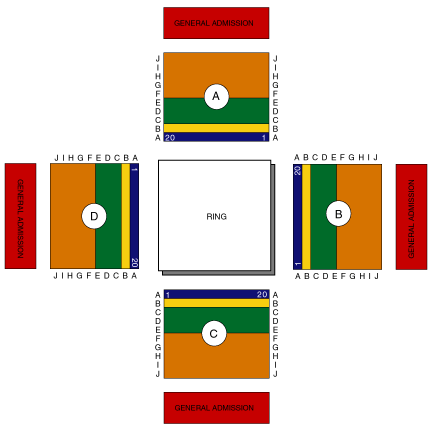 GENERAL ADMISSION
J J
I I
H H
G G
F F
E E
D D
C C
B B
A A
A
20 1
J I H G F E D C B A
A B C D E F G H I J
GENERAL ADMISSION
D
1
20
RING
20
1
B
GENERAL ADMISSION
J I H G F E D C B A
A B C D E F G H I J
1 20
A A
B B
C C
D D
E E
F F
G G
H H
I I
J J
C
GENERAL ADMISSION